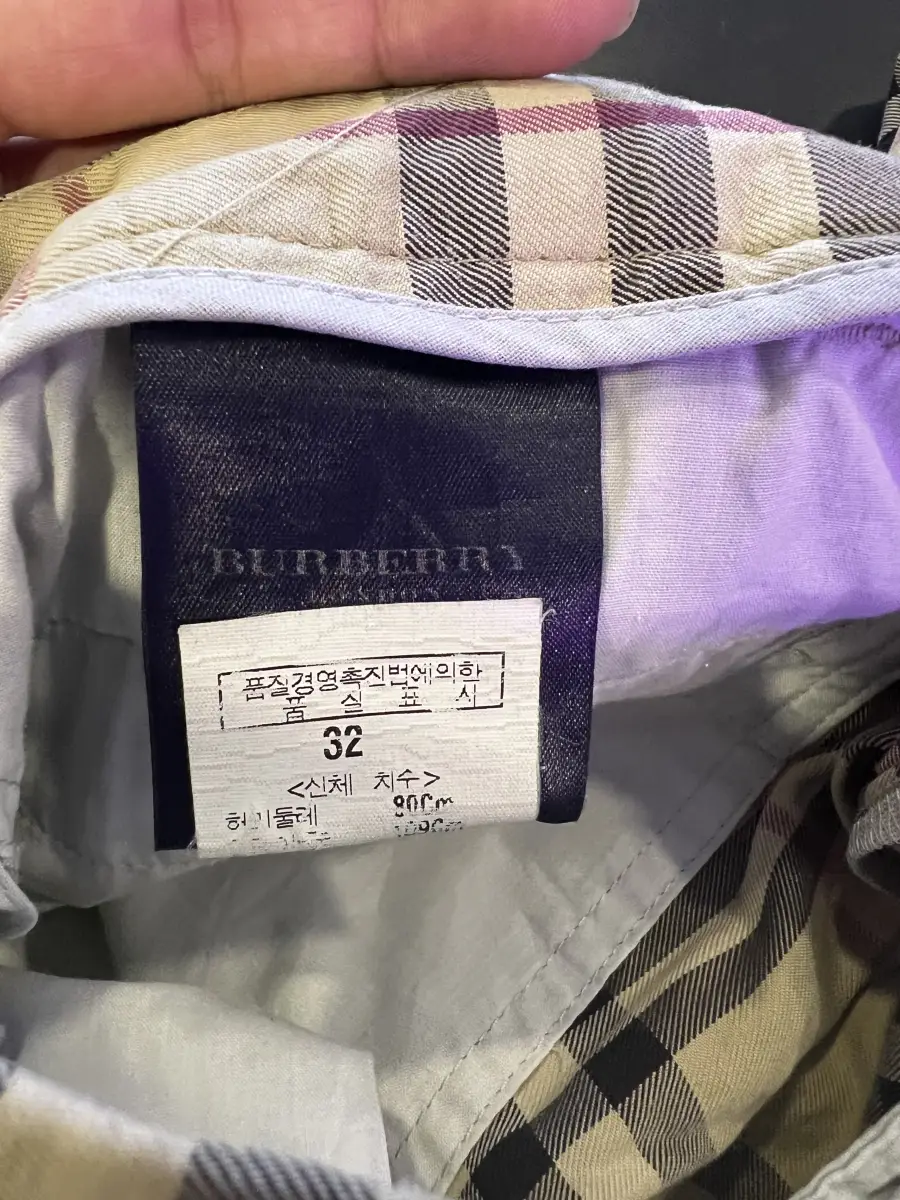 BURBERRY
품질경영촉진법에의한
품 실 표 시
32
<신체 치수>
허리둘레 80Cm